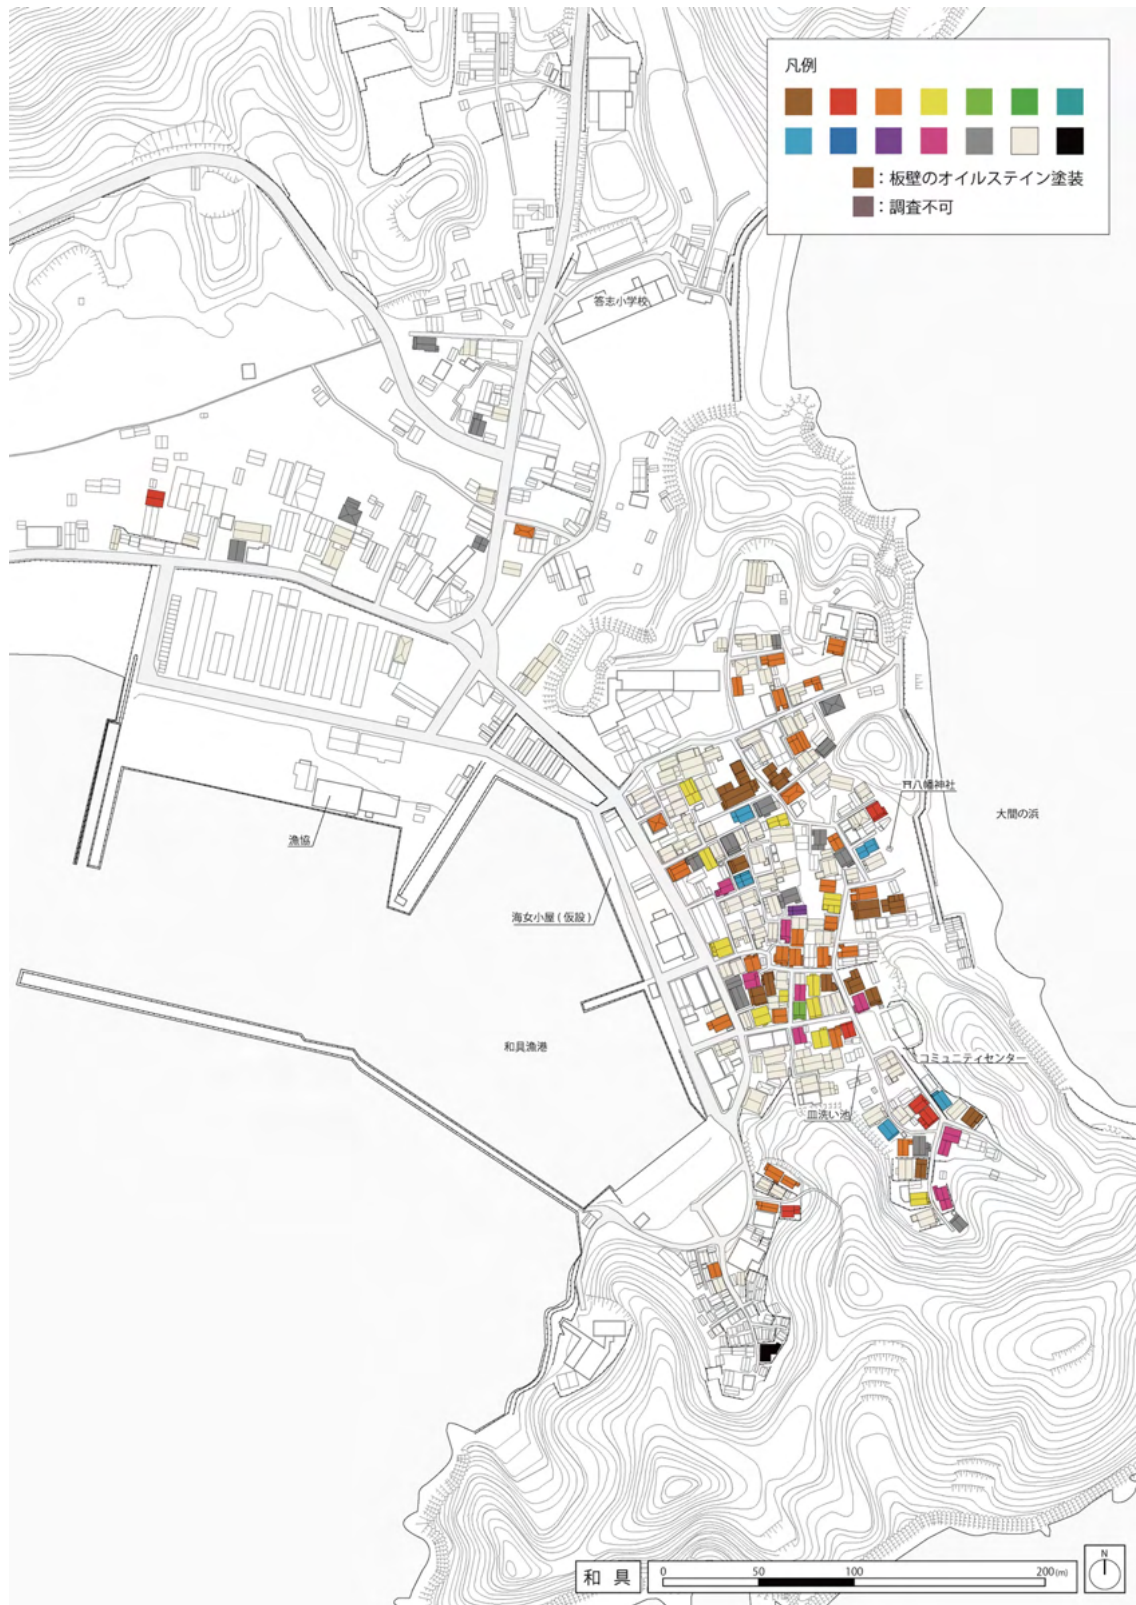 凡例
：板壁のオイルステイン塗装
：調査不可
答志小学校
八幡神社
大間の浜
漁協
海女小屋（仮設）
和具漁港
コミュニティセンター
皿洗い池
和具
0 50 100 200(m)
N